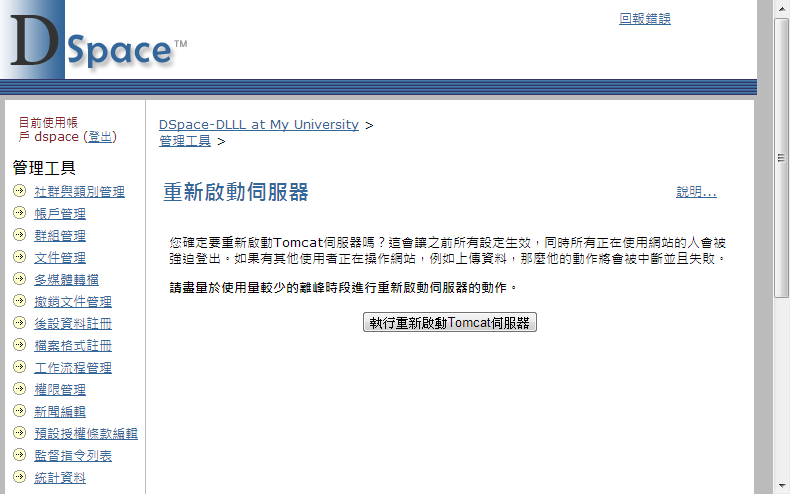 DSpace™
回報錯誤
目前使用帳
戶 dspace (登出)
管理工具
社群與類別管理
帳戶管理
群組管理
文件管理
多媒體轉檔
撤銷文件管理
後設資料註冊
檔案格式註冊
工作流程管理
權限管理
新聞編輯
預設授權條款編輯
監督指令列表
統計資料
DSpace-DLLL at My University >
管理工具 >
重新啟動伺服器
說明...
您確定要重新啟動Tomcat伺服器嗎？這會讓之前所有設定生效，同時所有正在使用網站的人會被
強迫登出。如果有其他使用者正在操作網站，例如上傳資料，那麼他的動作將會被中斷並且失敗。
請盡量於使用量較少的離峰時段進行重新啟動伺服器的動作。
執行重新啟動Tomcat伺服器